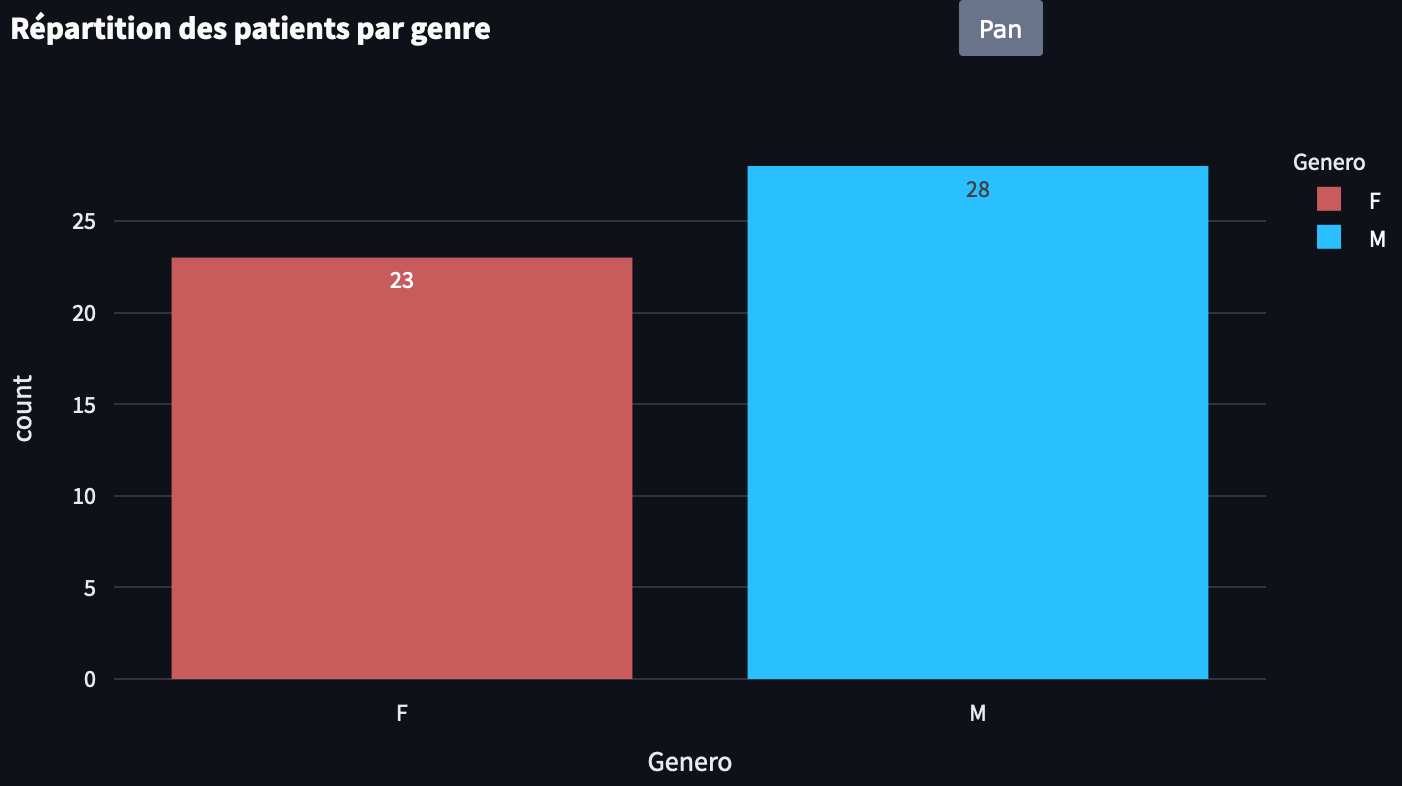 Répartition des patients par genre
Pan
Genero
F
M
28
23
25
20
15
10
5
0
count
F
M
Genero